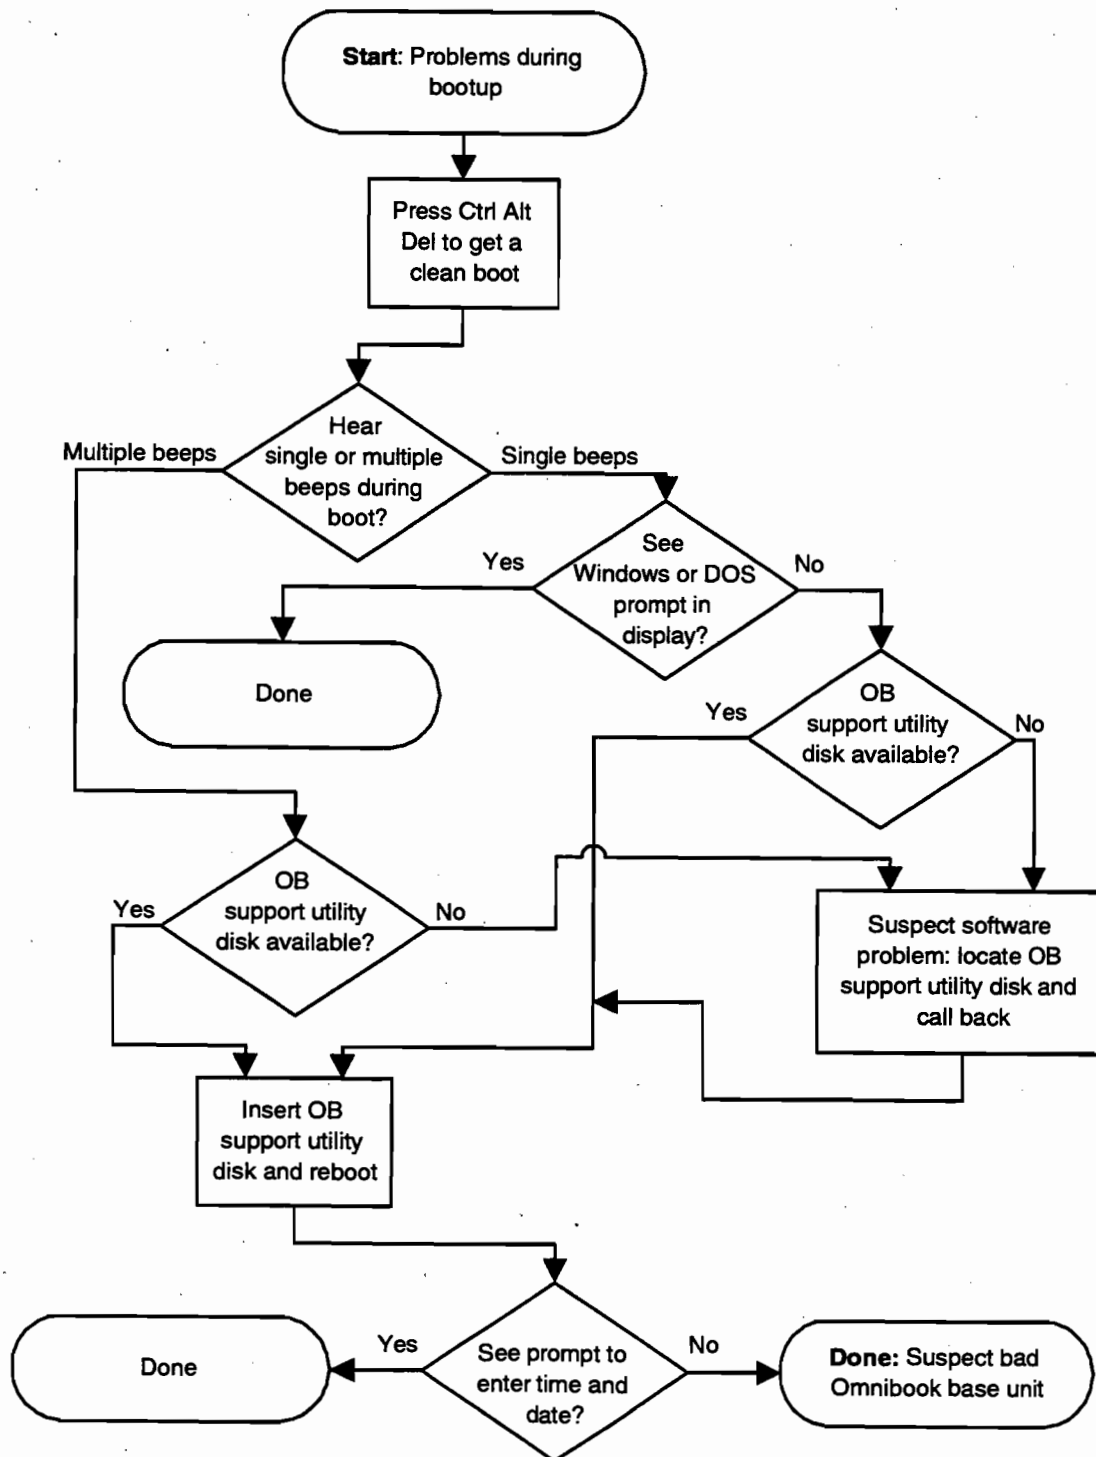 Start: Problems during
bootup
Press Ctrl Alt
Del to get a
clean boot
Hear
single or multiple
beeps during
boot?
Multiple beeps
Single beeps
See
Windows or DOS
prompt in
display?
Yes
No
Done
OB
support utility
disk available?
Yes
No
OB
support utility
disk available?
Yes
No
Suspect software
problem: locate OB
support utility disk and
call back
Insert OB
support utility
disk and reboot
See prompt to
enter time and
date?
Yes
No
Done
Done: Suspect bad
Omnibook base unit